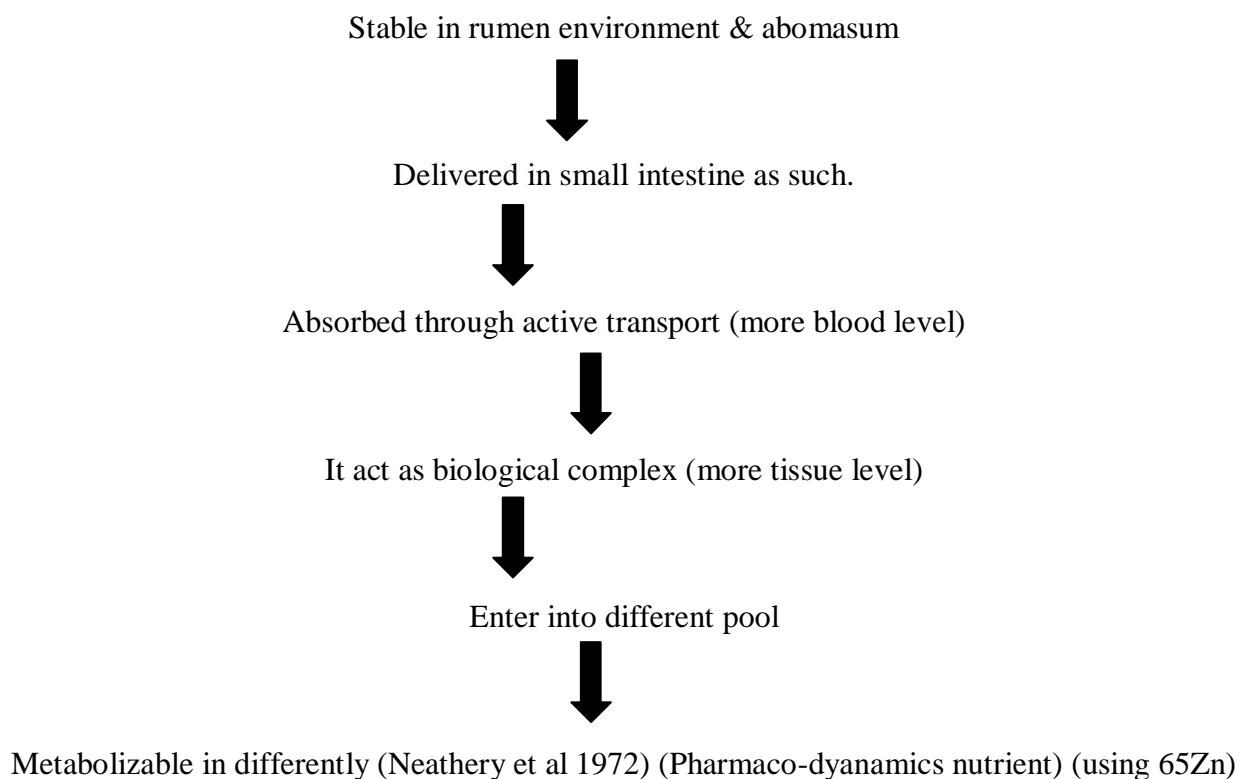 Stable in rumen environment & abomasum
Delivered in small intestine as such.
Absorbed through active transport (more blood level)
It act as biological complex (more tissue level)
Enter into different pool
Metabolizable in differently (Neathery et al 1972) (Pharmaco-dyanamics nutrient) (using 65Zn)